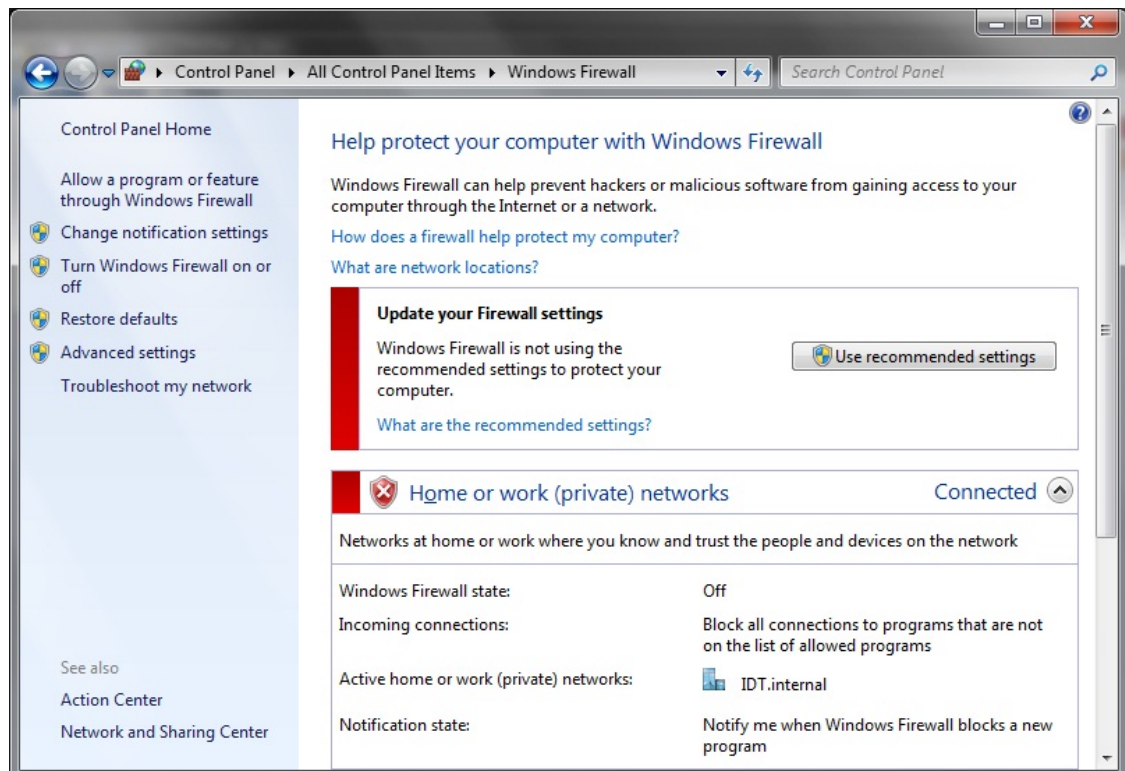 Control Panel ▸ All Control Panel Items ▸ Windows Firewall
Search Control Panel
Control Panel Home
Allow a program or feature
through Windows Firewall
Change notification settings
Turn Windows Firewall on or
off
Restore defaults
Advanced settings
Troubleshoot my network
See also
Action Center
Network and Sharing Center
Help protect your computer with Windows Firewall
Windows Firewall can help prevent hackers or malicious software from gaining access to your
computer through the Internet or a network.
How does a firewall help protect my computer?
What are network locations?
Update your Firewall settings
Windows Firewall is not using the
recommended settings to protect your
computer.
Use recommended settings
What are the recommended settings?
Home or work (private) networks Connected
Networks at home or work where you know and trust the people and devices on the network
Windows Firewall state: Off
Incoming connections: Block all connections to programs that are not
on the list of allowed programs
Active home or work (private) networks: IDT.internal
Notification state: Notify me when Windows Firewall blocks a new
program